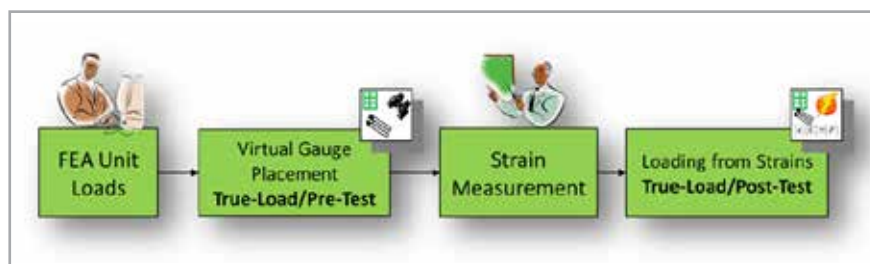 FEA Unit
Loads
Virtual Gauge
Placement
True-Load/Pre-Test
Strain
Measurement
Loading from Strains
True-Load/Post-Test